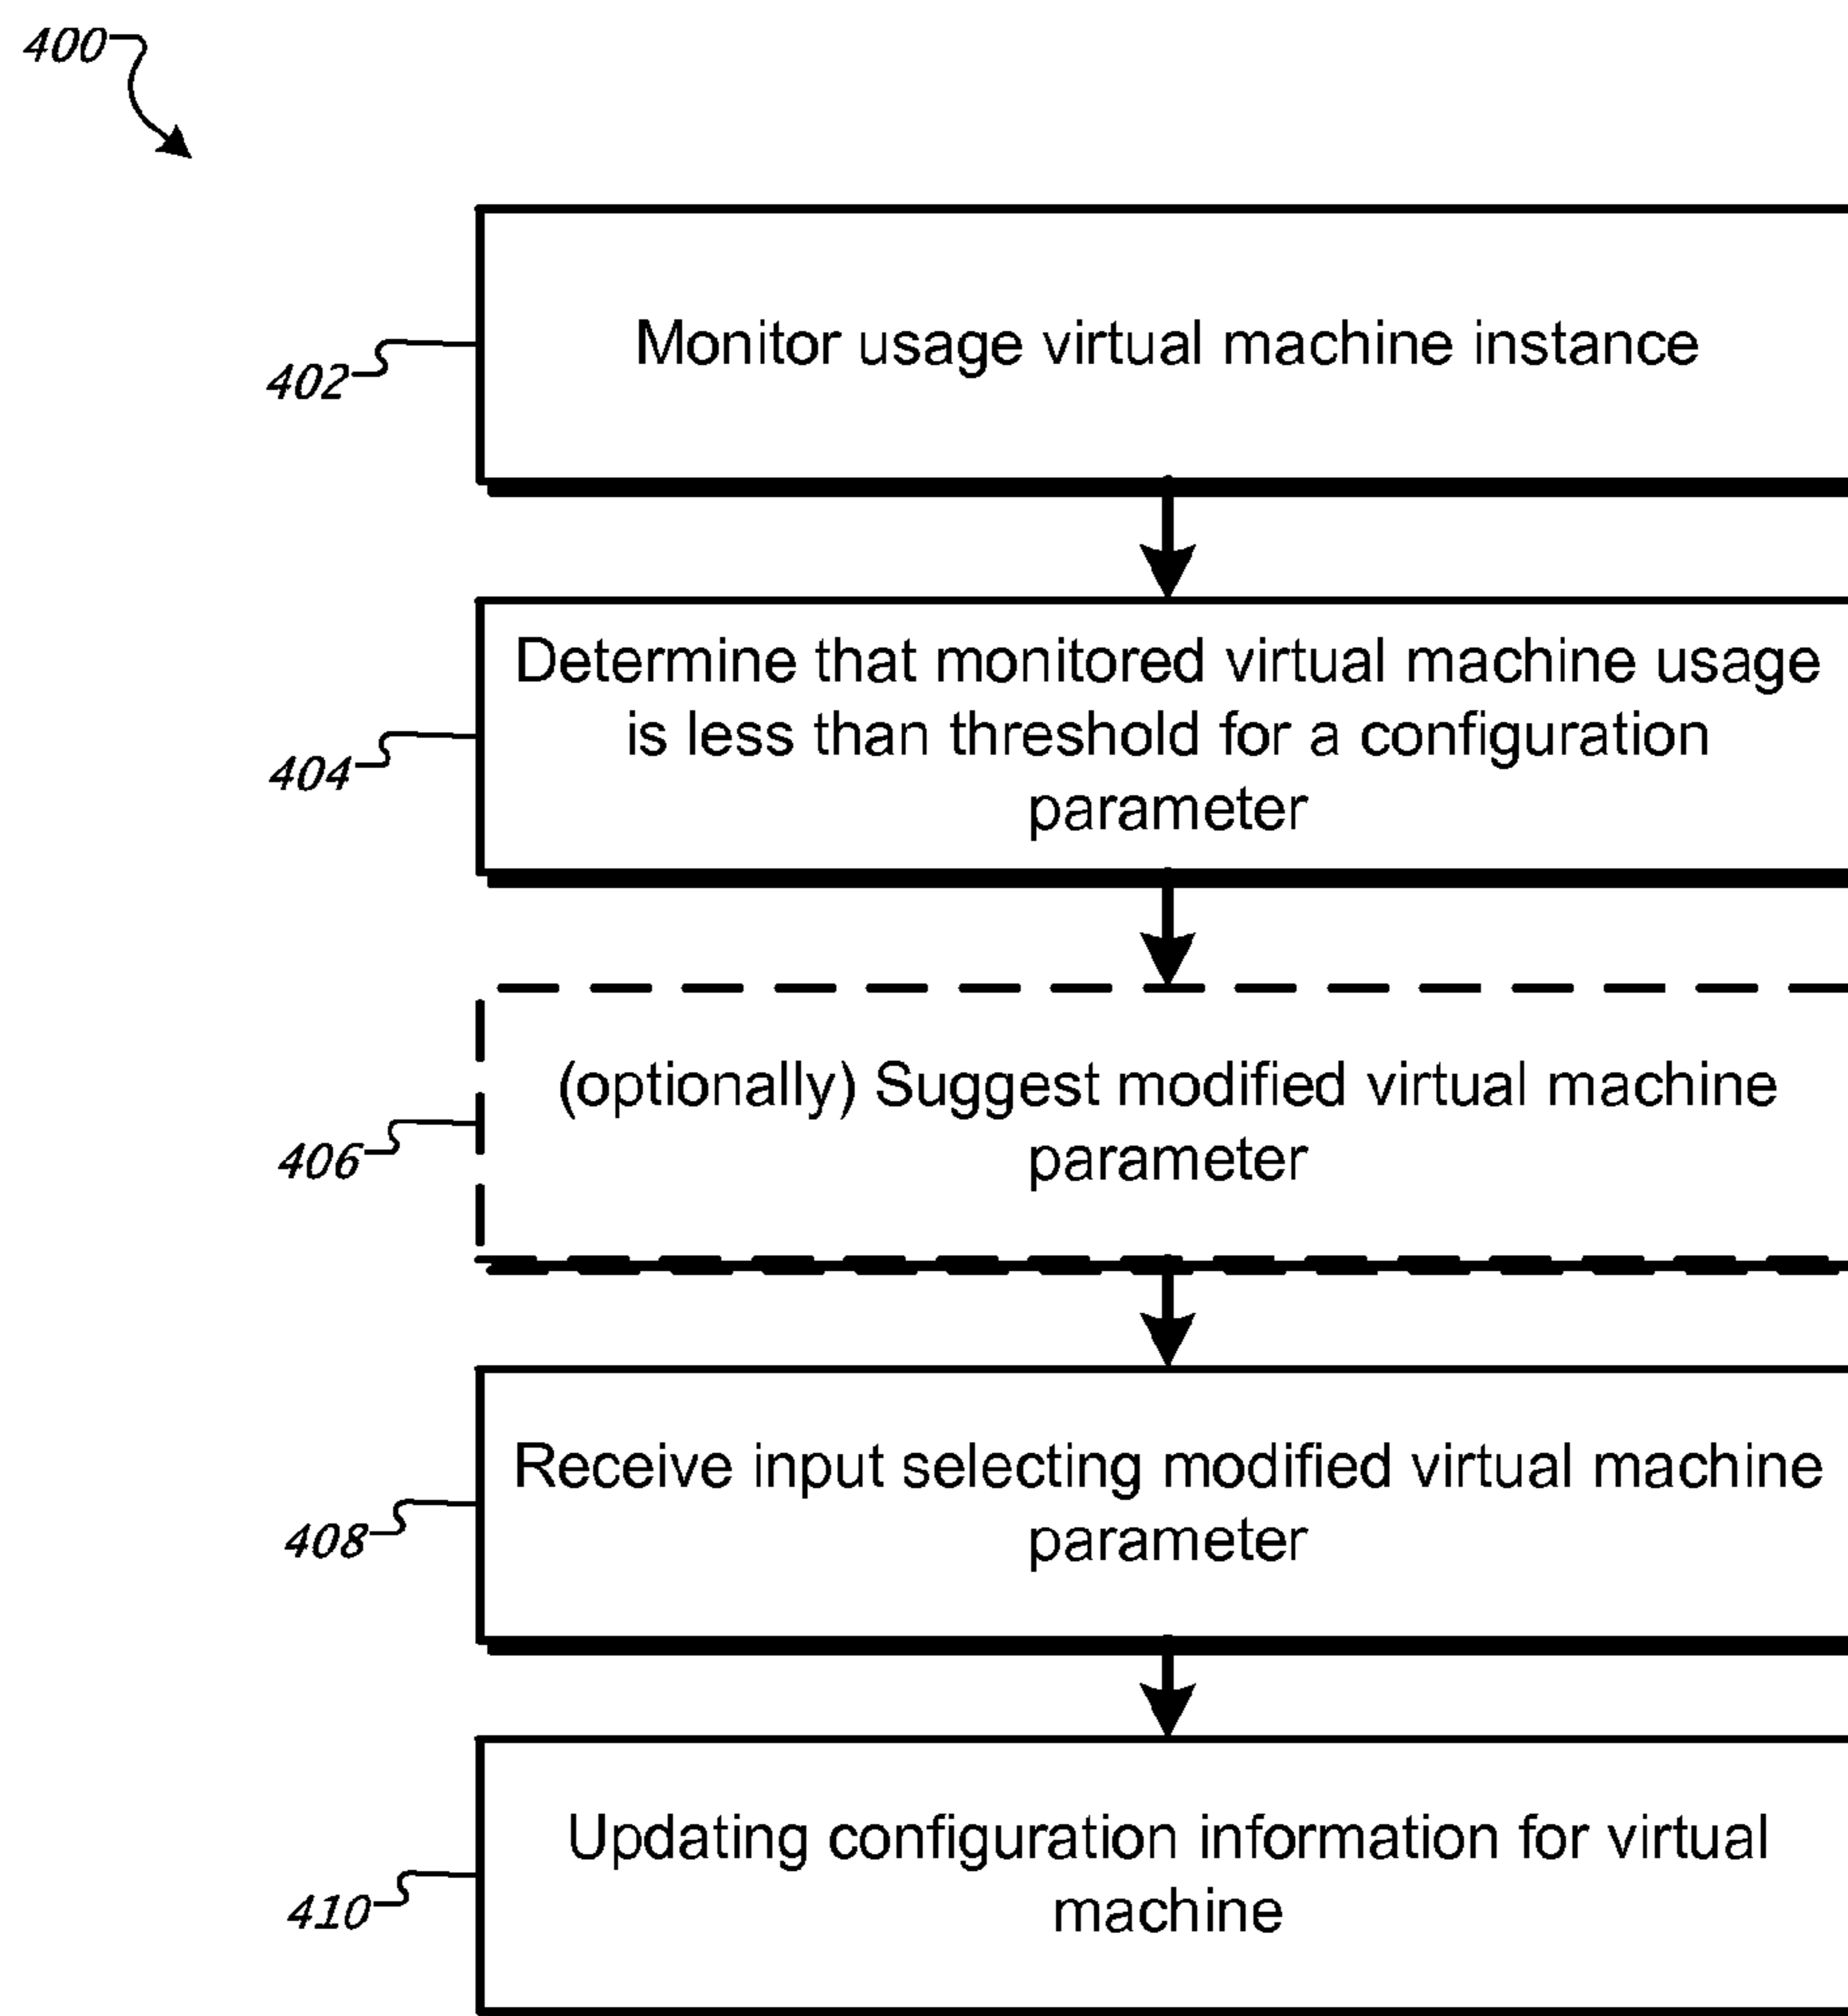 400
402
Monitor usage virtual machine instance
404
Determine that monitored virtual machine usage
is less than threshold for a configuration
parameter
406
(optionally) Suggest modified virtual machine
parameter
408
Receive input selecting modified virtual machine
parameter
410
Updating configuration information for virtual
machine